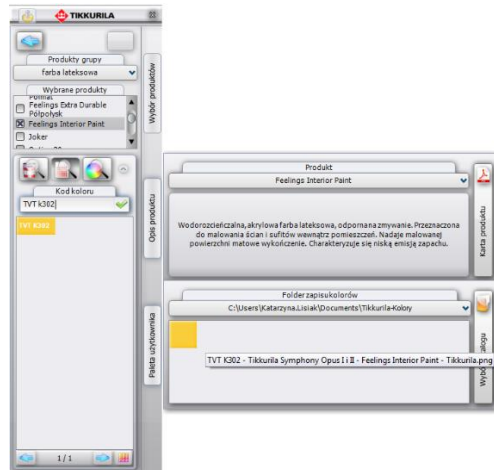 TIKKURILA
Produkty grupy
farba lateksowa
Wybrane produkty
Feelings Extra Durable
Półpołysk
Feelings Interior Paint
Joker
Kod koloru
TVT k302
TVT K302
1/1
Wybór produktów
Opis produktu
Paleta użytkownika
Produkt
Feelings Interior Paint
Wodorozcieńczalna,akrylowa farba lateksowa, odporna na zmywanie. Przeznaczona
do malowania ścian i sufitów wewnątrz pomieszczeń. Nadaje malowanej
powierzchni matowe wykończenie. Charakteryzuje się niską emisją zapachu.
Karta produktu
Folder zapisu kolorów
C:\Users\Katarzyna.Lisiak\Documents\Tikkurila-Kolory
TVT K302 - Tikkurila Symphony Opus I i II - Feelings Interior Paint - Tikkurila.png